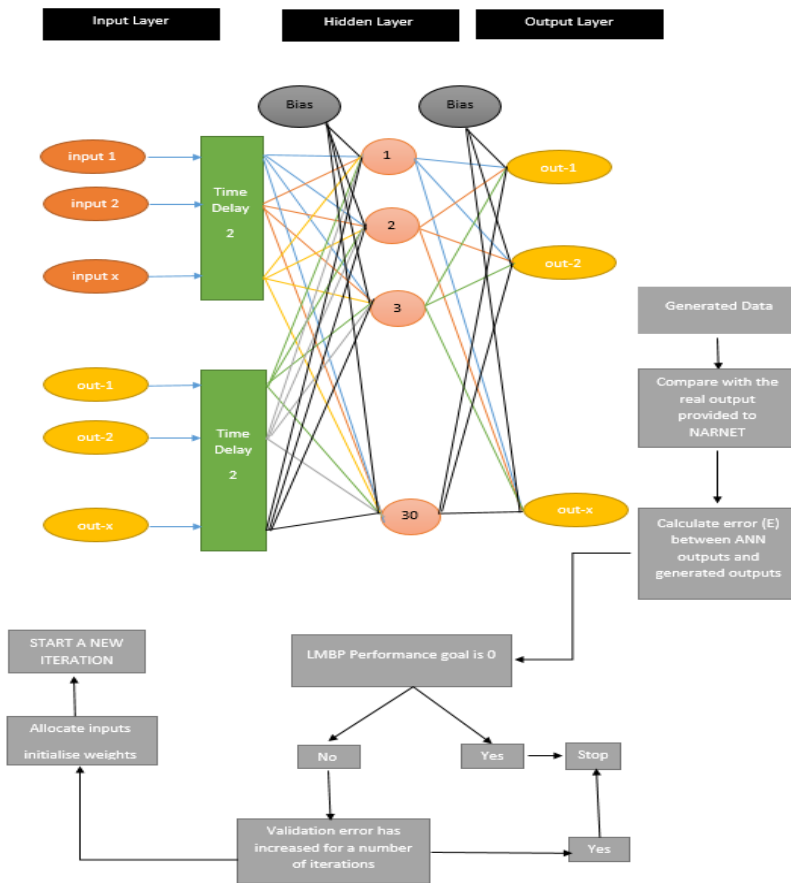 Input Layer
Hidden Layer
Output Layer
Bias
Bias
input 1
input 2
input x
Time
Delay
2
1
2
3
30
out-1
out-2
out-x
out-1
out-2
out-x
Time
Delay
2
Generated Data
Compare with the
real output
provided to
NARNET
Calculate error (E)
between ANN
outputs and
generated outputs
LMBP Performance goal is 0
No
Yes
Stop
START A NEW
ITERATION
Allocate inputs
initialise weights
Validation error has
increased for a number
of iterations
Yes